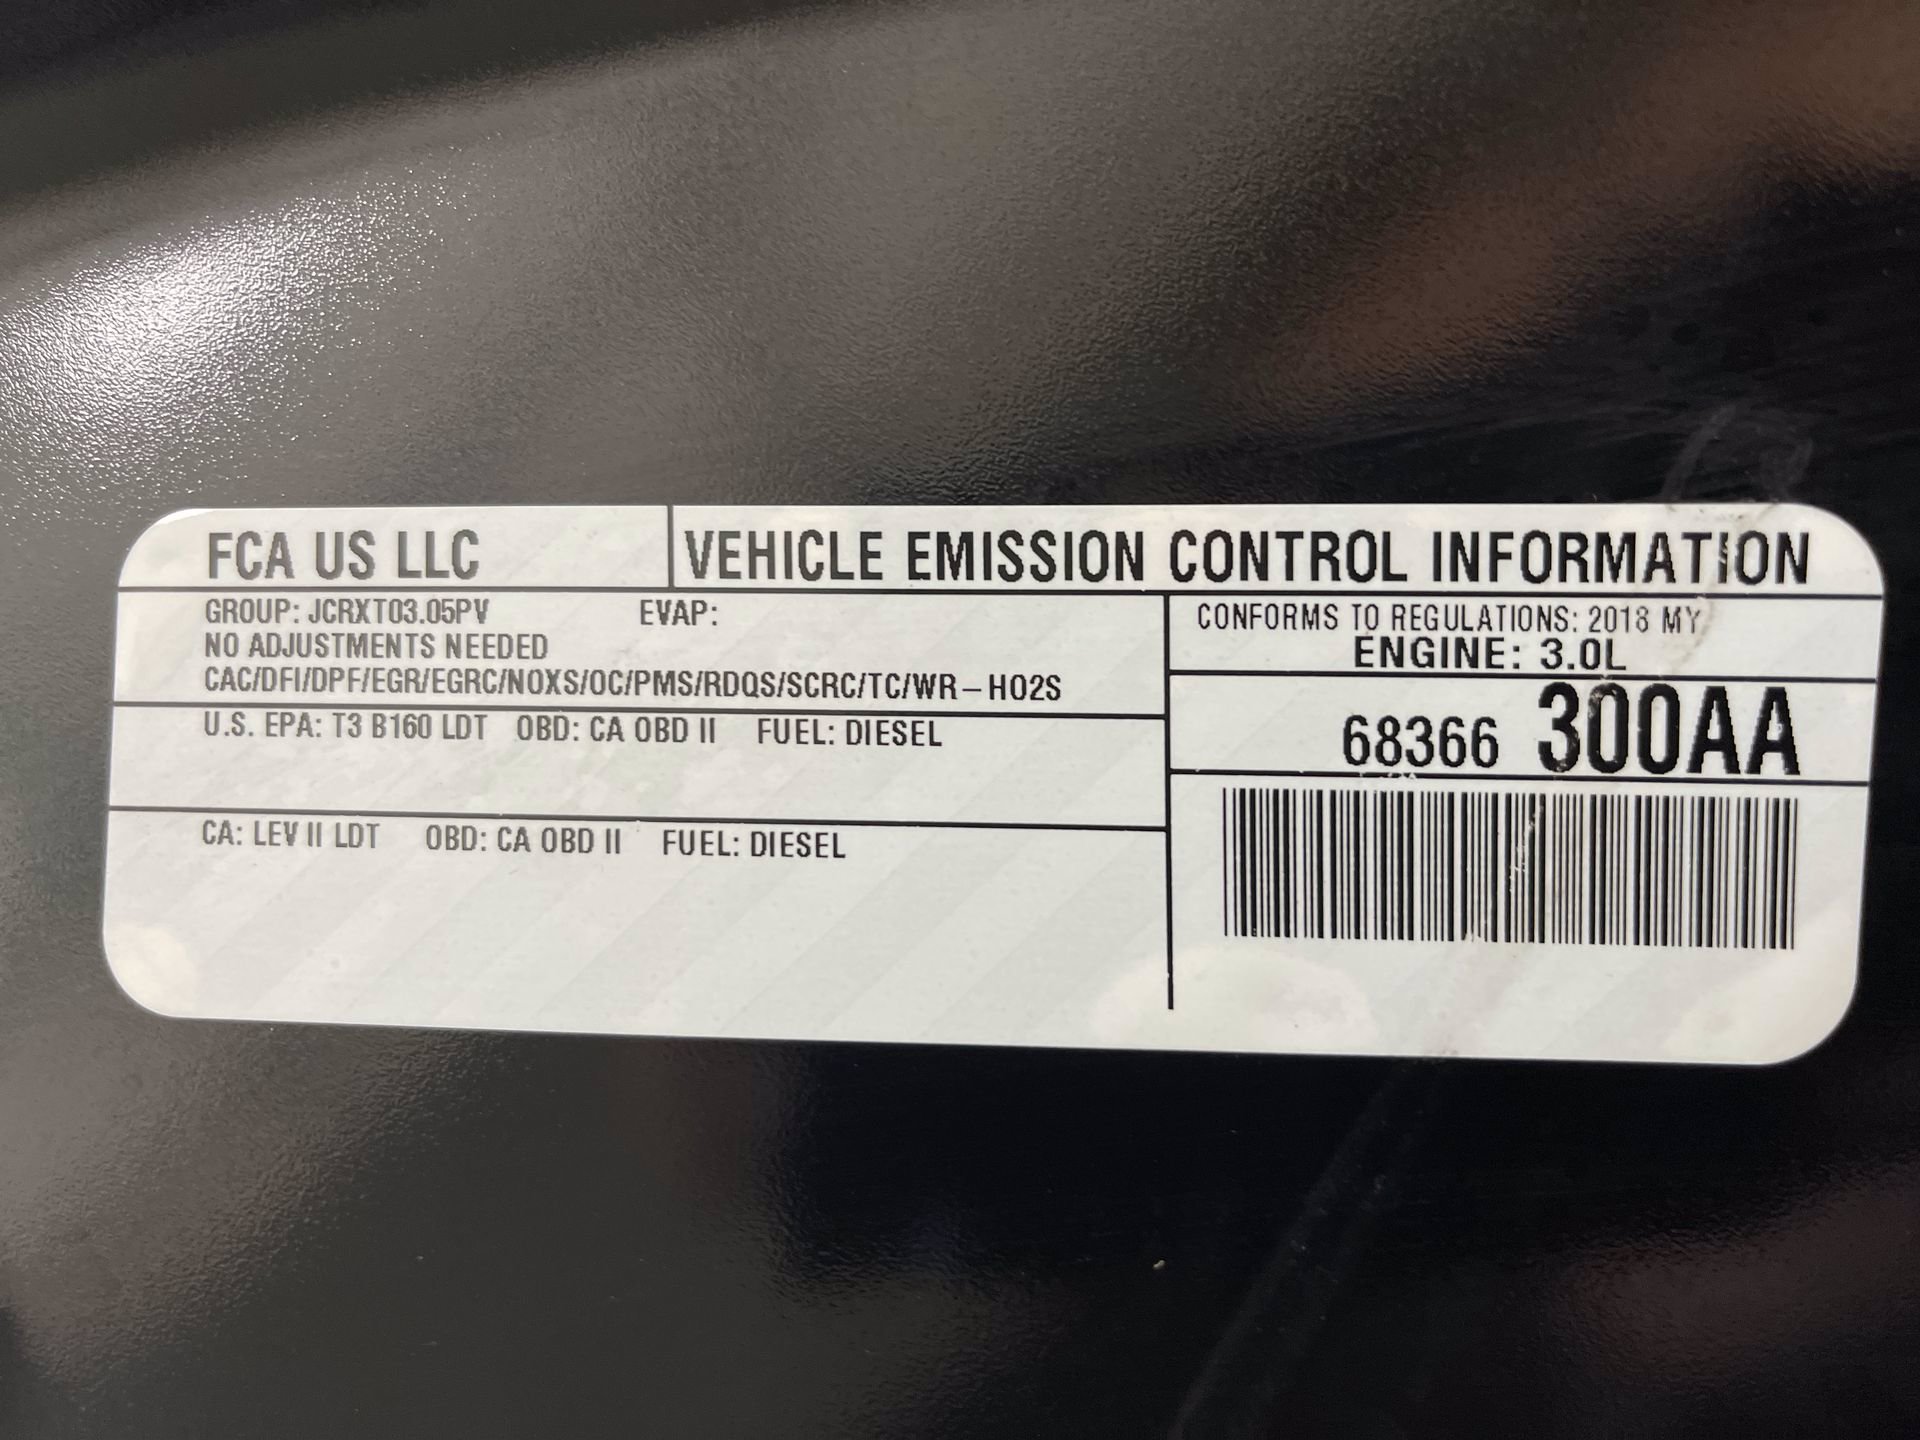 FCA US LLC
VEHICLE EMISSION CONTROL INFORMATION
GROUP: JCRXT03.05PV EVAP:
NO ADJUSTMENTS NEEDED
CAC/DFI/DPF/EGR/EGRC/NOXS/OC/PMS/RDQS/SCRC/TC/WR-HO2S
U.S. EPA: T3 B160 LDT OBD: CA OBD II FUEL: DIESEL
CA: LEV II LDT OBD: CA OBD II FUEL: DIESEL
CONFORMS TO REGULATIONS: 2018 MY
ENGINE: 3.0L
68366 300AA